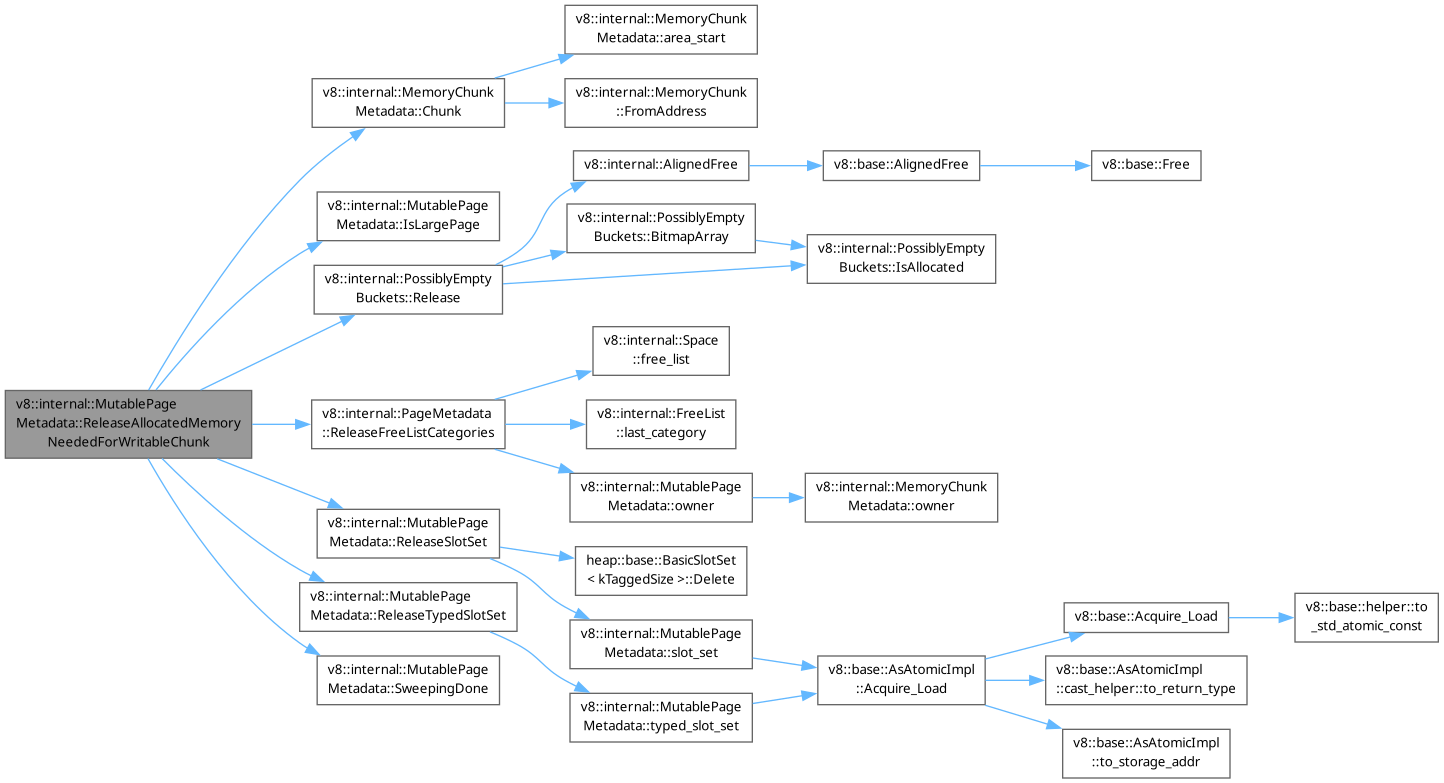 v8::internal::MemoryChunk
Metadata::area_start
v8::internal::MemoryChunk
Metadata::Chunk
v8::internal::MemoryChunk
::FromAddress
v8::internal::AlignedFree
v8::base::AlignedFree
v8::base::Free
v8::internal::MutablePage
Metadata::IsLargePage
v8::internal::PossiblyEmpty
Buckets::BitmapArray
v8::internal::PossiblyEmpty
Buckets::IsAllocated
v8::internal::PossiblyEmpty
Buckets::Release
v8::internal::Space
::free_list
v8::internal::MutablePage
Metadata::ReleaseAllocatedMemory
NeededForWritableChunk
v8::internal::PageMetadata
::ReleaseFreeListCategories
v8::internal::FreeList
::last_category
v8::internal::MutablePage
Metadata::owner
v8::internal::MemoryChunk
Metadata::owner
v8::internal::MutablePage
Metadata::ReleaseSlotSet
heap::base::BasicSlotSet
< kTaggedSize >::Delete
v8::internal::MutablePage
Metadata::ReleaseTypedSlotSet
v8::internal::MutablePage
Metadata::slot_set
v8::base::Acquire_Load
v8::base::helper::to
_std_atomic_const
v8::internal::MutablePage
Metadata::SweepingDone
v8::base::AsAtomicImpl
::Acquire_Load
v8::base::AsAtomicImpl
::cast_helper::to_return_type
v8::internal::MutablePage
Metadata::typed_slot_set
v8::base::AsAtomicImpl
::to_storage_addr